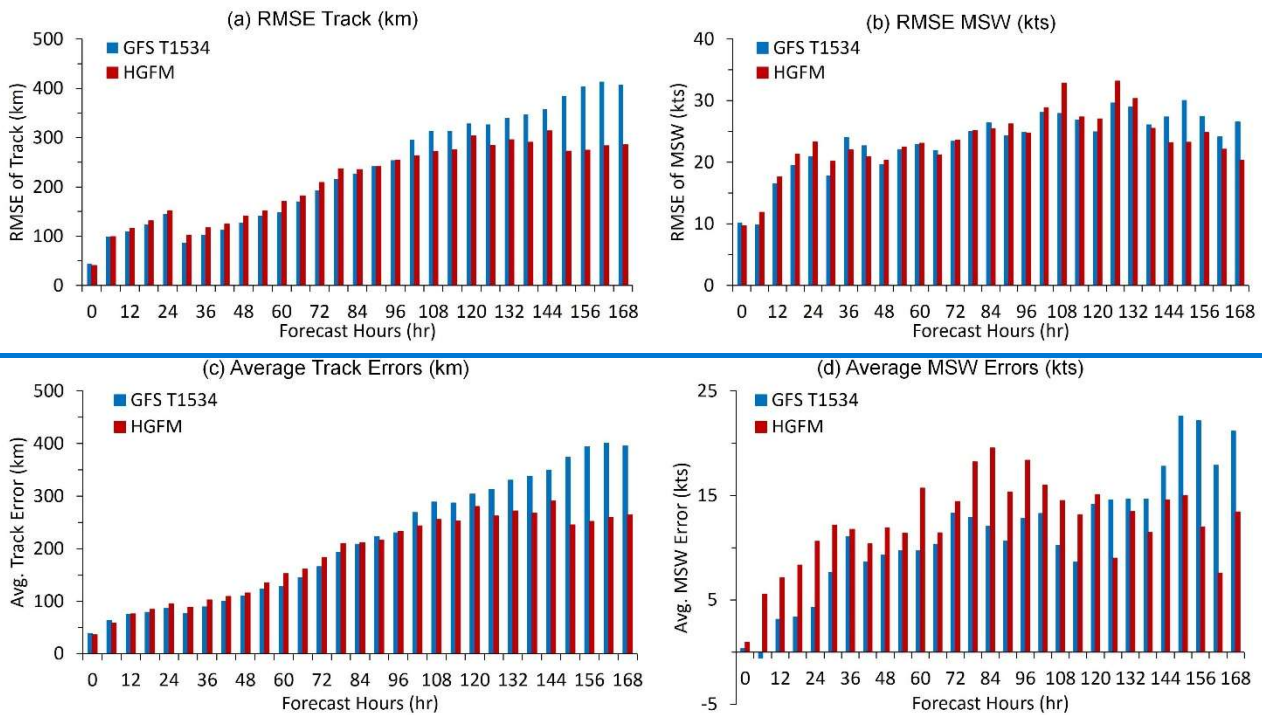 (a) RMSE Track (km)
500
400
300
200
100
0
RMSE of Track (km)
GFS T1534
HGFM
0 12 24 36 48 60 72 84 96 108 120 132 144 156 168
Forecast Hours (hr)
(b) RMSE MSW (kts)
40
30
20
10
0
RMSE of MSW (kts)
GFS T1534
HGFM
0 12 24 36 48 60 72 84 96 108 120 132 144 156 168
Forecast Hours (hr)
(c) Average Track Errors (km)
500
400
300
200
100
0
Avg. Track Error (km)
GFS T1534
HGFM
0 12 24 36 48 60 72 84 96 108 120 132 144 156 168
Forecast Hours (hr)
(d) Average MSW Errors (kts)
25
15
5
-5
Avg. MSW Error (kts)
GFS T1534
HGFM
0 12 24 36 48 60 72 84 96 108 120 132 144 156 168
Forecast Hours (hr)